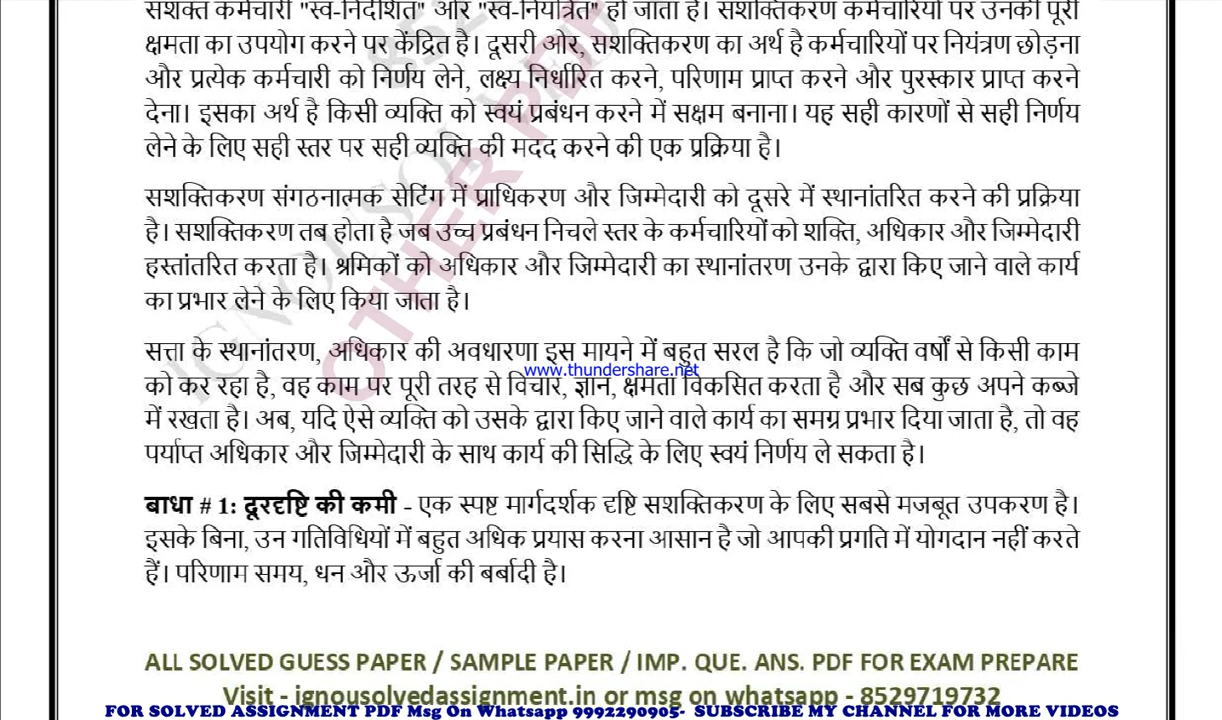 सशक्त कर्मचारी "स्व-निर्देशित" और "स्व-नियंत्रित" हो जाता है। सशक्तिकरण कर्मचारियों पर उनकी पूरी
क्षमता का उपयोग करने पर केंद्रित है। दूसरी ओर, सशक्तिकरण का अर्थ है कर्मचारियों पर नियंत्रण छोड़ना
और प्रत्येक कर्मचारी को निर्णय लेने, लक्ष्य निर्धारित करने, परिणाम प्राप्त करने और पुरस्कार प्राप्त करने
देना। इसका अर्थ है किसी व्यक्ति को स्वयं प्रबंधन करने में सक्षम बनाना। यह सही कारणों से सही निर्णय
लेने के लिए सही स्तर पर सही व्यक्ति की मदद करने की एक प्रक्रिया है।
सशक्तिकरण संगठनात्मक सेटिंग में प्राधिकरण और जिम्मेदारी को दूसरे में स्थानांतरित करने की प्रक्रिया
है। सशक्तिकरण तब होता है जब उच्च प्रबंधन निचले स्तर के कर्मचारियों को शक्ति, अधिकार और जिम्मेदारी
हस्तांतरित करता है। श्रमिकों को अधिकार और जिम्मेदारी का स्थानांतरण उनके द्वारा किए जाने वाले कार्य
का प्रभार लेने के लिए किया जाता है।
सत्ता के स्थानांतरण, अधिकार की अवधारणा इस मायने में बहुत सरल है कि जो व्यक्ति वर्षों से किसी काम
www.thundershare.net
को कर रहा है, वह काम पर पूरी तरह से विचार, ज्ञान, क्षमता विकसित करता है और सब कुछ अपने कब्जे
में रखता है। अब, यदि ऐसे व्यक्ति को उसके द्वारा किए जाने वाले कार्य का समग्र प्रभार दिया जाता है, तो वह
पर्याप्त अधिकार और जिम्मेदारी के साथ कार्य की सिद्धि के लिए स्वयं निर्णय ले सकता है।
बाधा # 1: दूरदृष्टि की कमी - एक स्पष्ट मार्गदर्शक दृष्टि सशक्तिकरण के लिए सबसे मजबूत उपकरण है।
इसके बिना, उन गतिविधियों में बहुत अधिक प्रयास करना आसान है जो आपकी प्रगति में योगदान नहीं करते
हैं। परिणाम समय, धन और ऊर्जा की बर्बादी है।
ALL SOLVED GUESS PAPER / SAMPLE PAPER / IMP. QUE. ANS. PDF FOR EXAM PREPARE
Visit - ignousolvedassignment.in or msg on whatsapp - 8529719732
FOR SOLVED ASSIGNMENT PDF Msg On Whatsapp 9992290905- SUBSCRIBE MY CHANNEL FOR MORE VIDEOS